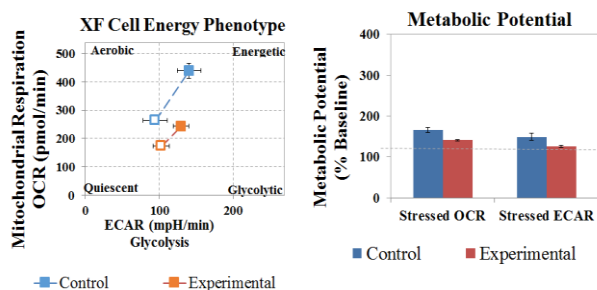 XF Cell Energy Phenotype
Aerobic
Energetic
Mitochondrial Respiration
OCR (pmol/min)
500
400
300
200
100
0
Quiescent
Glycolytic
0
100
200
ECAR (mpH/min)
Glycolysis
Control
Experimental
Metabolic Potential
Metabolic Potential
(% Baseline)
400
300
200
100
0
Stressed OCR
Stressed ECAR
Control
Experimental